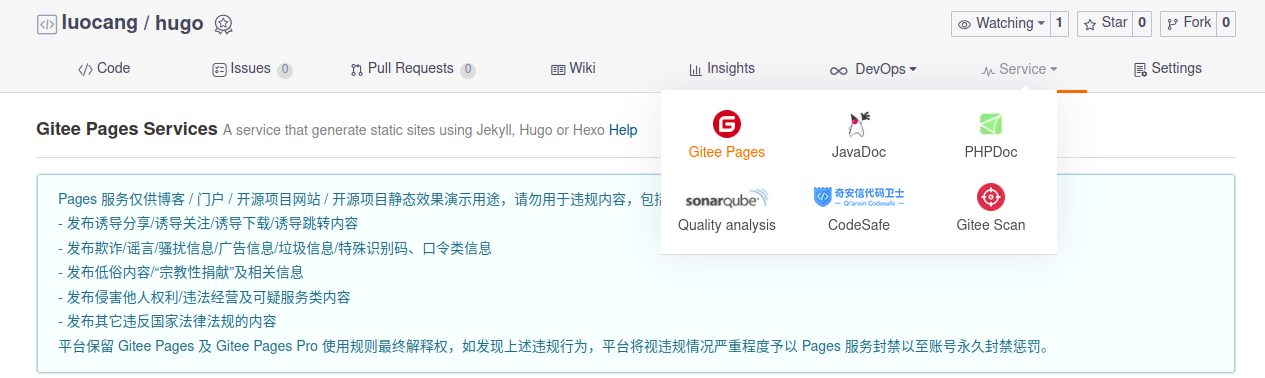 luocang / hugo
Watching 1 Star 0 Fork 0
Code Issues 0 Pull Requests 0 Wiki Insights DevOps Service Settings
Gitee Pages Services A service that generate static sites using Jekyll, Hugo or Hexo Help
Gitee Pages JavaDoc PHPDoc
sonarqube 奇安信代码卫士
Qi'anxin Codesafe
Quality analysis CodeSafe Gitee Scan
Pages 服务仅供博客 / 门户 / 开源项目网站 / 开源项目静态效果演示用途，请勿用于违规内容，包括
- 发布诱导分享/诱导关注/诱导下载/诱导跳转内容
- 发布欺诈/谣言/骚扰信息/广告信息/垃圾信息/特殊识别码、口令类信息
- 发布低俗内容/“宗教性捐献”及相关信息
- 发布侵害他人权利/违法经营及可疑服务类内容
- 发布其它违反国家法律法规的内容
平台保留 Gitee Pages 及 Gitee Pages Pro 使用规则最终解释权，如发现上述违规行为，平台将视违规情况严重程度予以 Pages 服务封禁以至账号永久封禁惩罚。